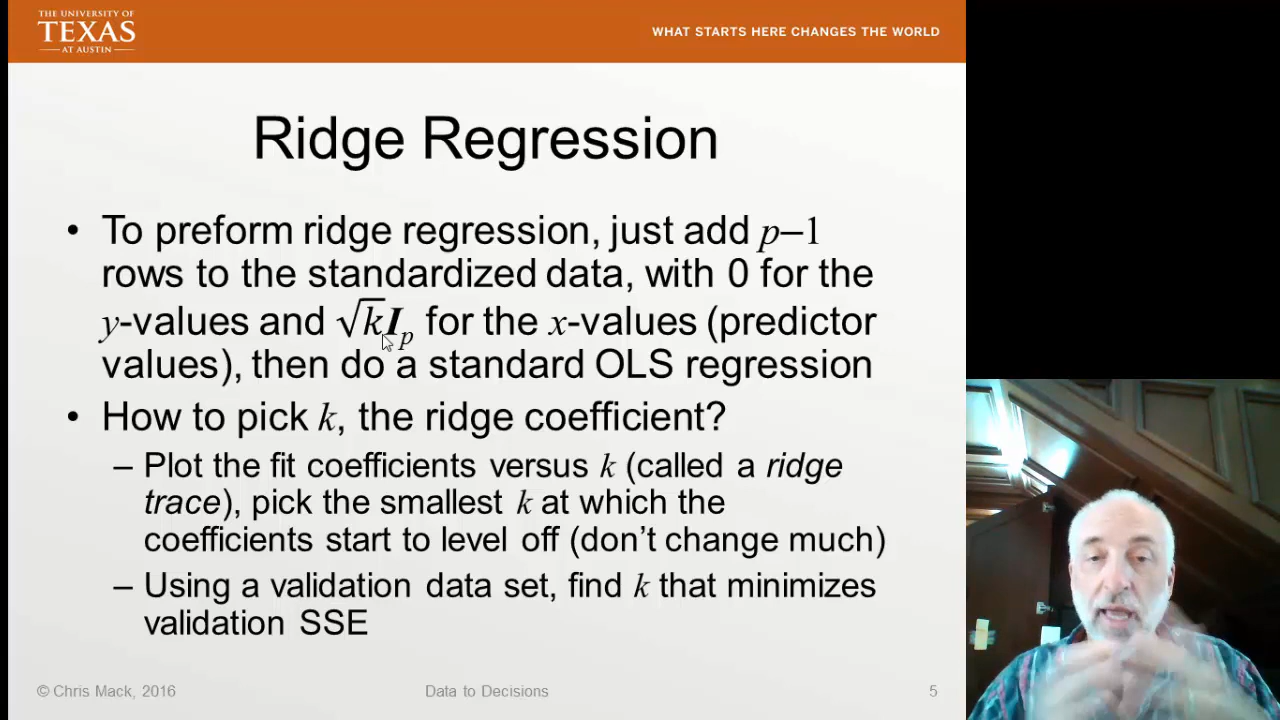 THE UNIVERSITY OF
TEXAS
AT AUSTIN
WHAT STARTS HERE CHANGES THE WORLD
Ridge Regression
• To preform ridge regression, just add p−1
rows to the standardized data, with 0 for the
y-values and √kIₚ for the x-values (predictor
values), then do a standard OLS regression
• How to pick k, the ridge coefficient?
– Plot the fit coefficients versus k (called a ridge
trace), pick the smallest k at which the
coefficients start to level off (don't change much)
– Using a validation data set, find k that minimizes
validation SSE
© Chris Mack, 2016
Data to Decisions
5